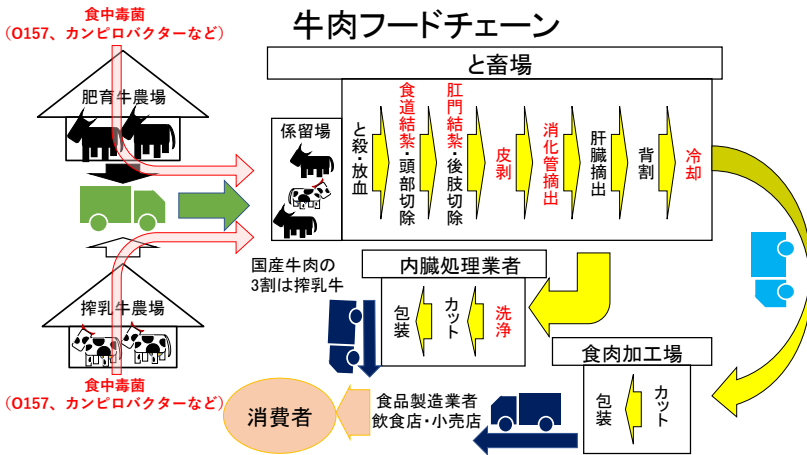 牛肉フードチェーン
食中毒菌
(O157、カンピロバクターなど)
肥育牛農場
と畜場
係留場
と殺・放血
食道結紮・頭部切除
肛門結紮・後肢切除
皮剥
消化管摘出
肝臓摘出
背割
冷却
国産牛肉の
3割は搾乳牛
搾乳牛農場
食中毒菌
(O157、カンピロバクターなど)
内臓処理業者
洗浄
カット
包装
食肉加工場
カット
包装
食品製造業者
飲食店・小売店
消費者